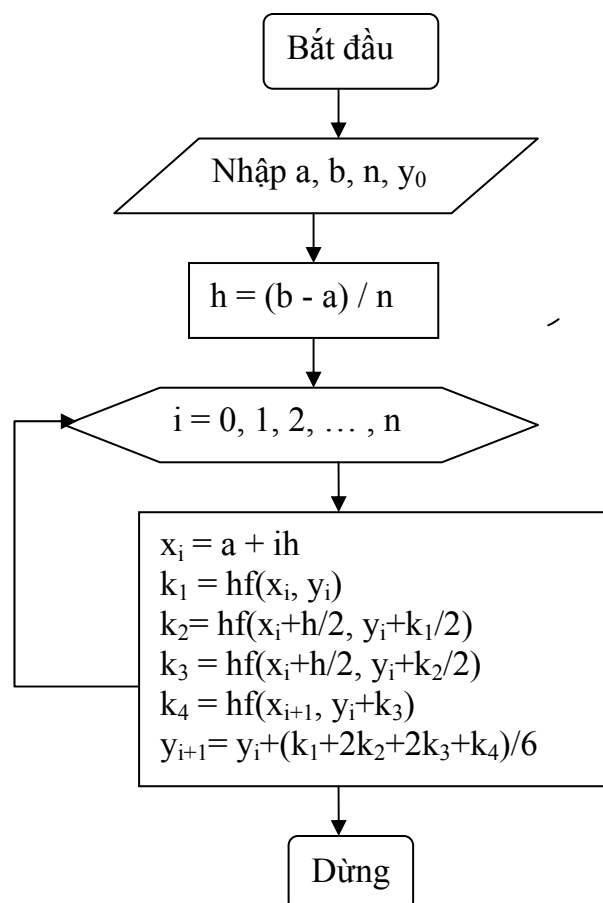 Bắt đầu
Nhập a, b, n, y₀
h = (b - a) / n
i = 0, 1, 2, … , n
xᵢ = a + ih
k₁ = hf(xᵢ, yᵢ)
k₂= hf(xᵢ+h/2, yᵢ+k₁/2)
k₃ = hf(xᵢ+h/2, yᵢ+k₂/2)
k₄ = hf(xᵢ₊₁, yᵢ+k₃)
yᵢ₊₁= yᵢ+(k₁+2k₂+2k₃+k₄)/6
Dừng